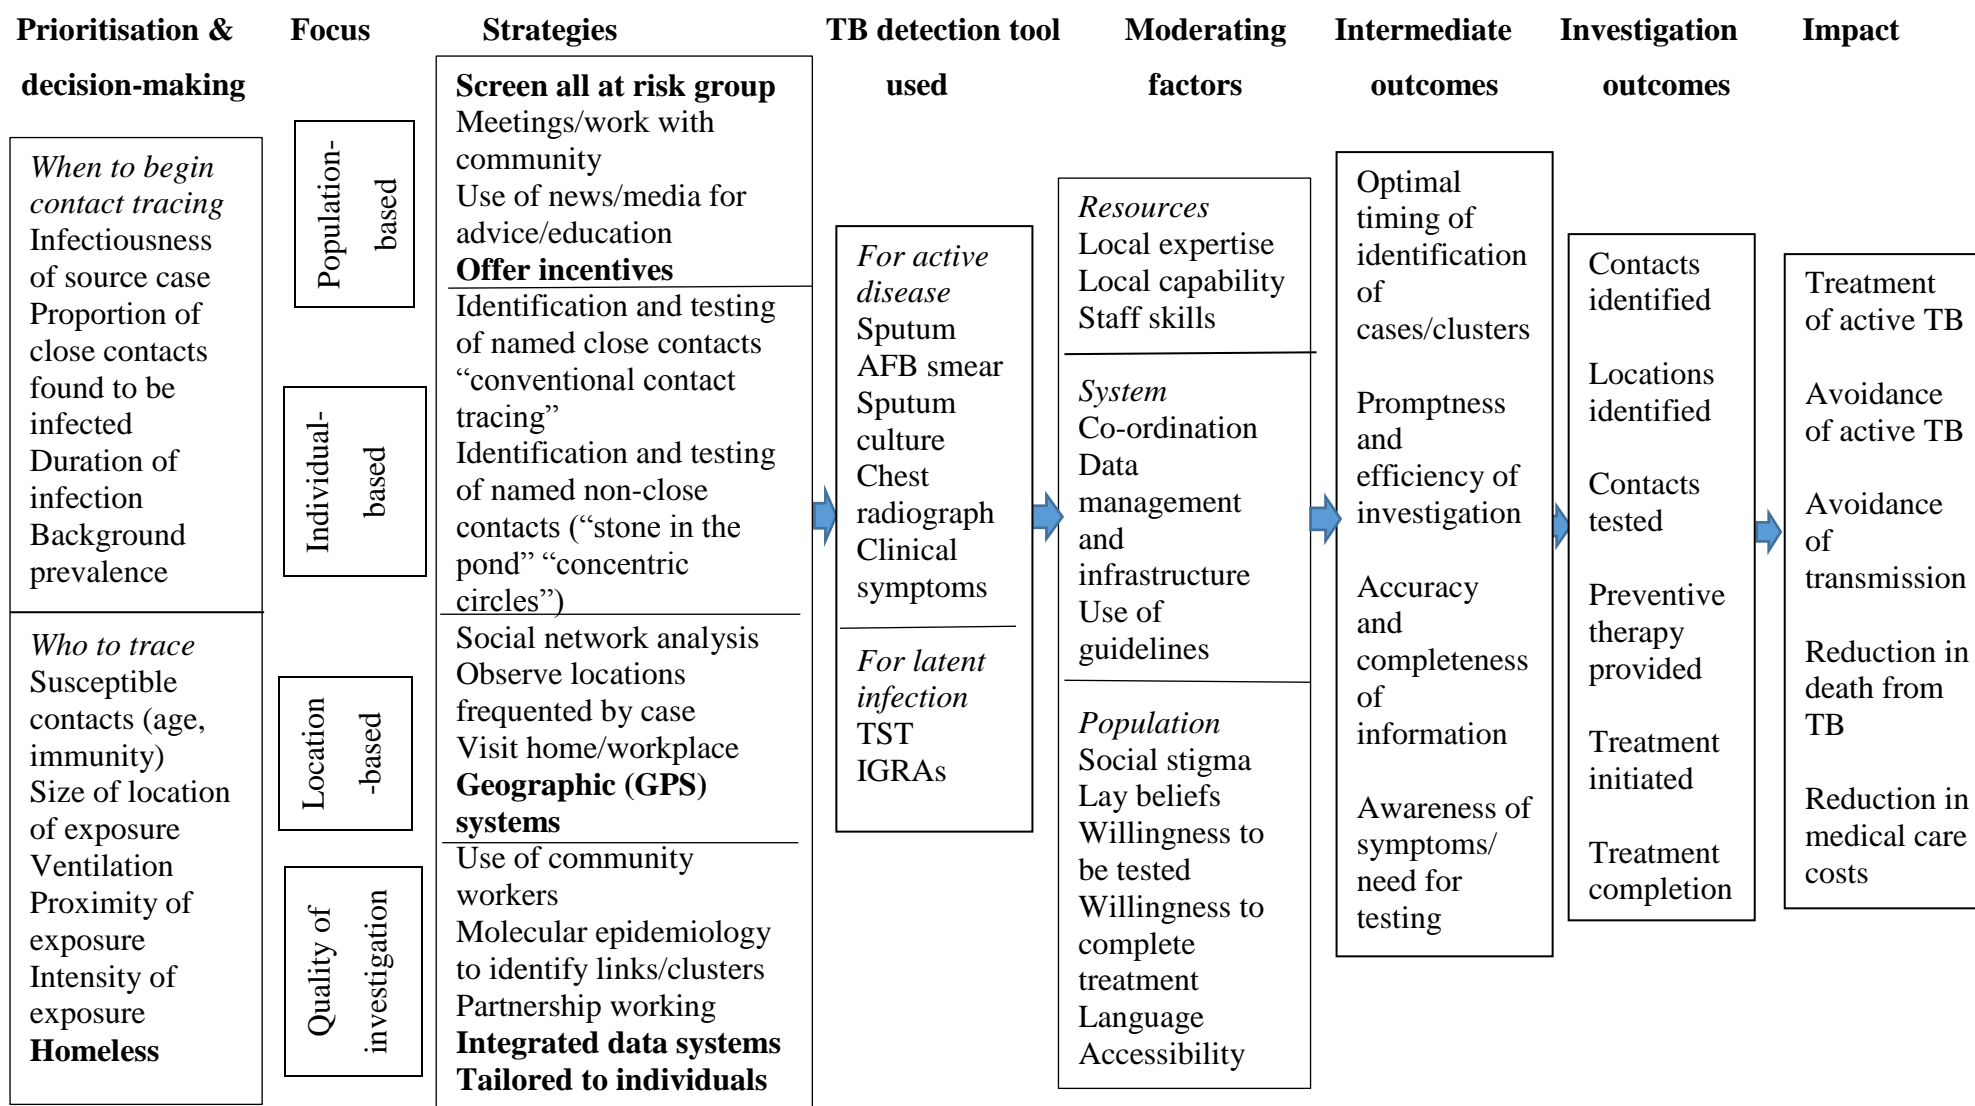 Prioritisation &
decision-making
Focus
Strategies
TB detection tool
used
Moderating
factors
Intermediate
outcomes
Investigation
outcomes
Impact
When to begin
contact tracing
Infectiousness
of source case
Proportion of
close contacts
found to be
infected
Duration of
infection
Background
prevalence
Who to trace
Susceptible
contacts (age,
immunity)
Size of location
of exposure
Ventilation
Proximity of
exposure
Intensity of
exposure
Homeless
Population-
based
Individual-
based
Location
-based
Quality of
investigation
Screen all at risk group
Meetings/work with
community
Use of news/media for
advice/education
Offer incentives
Identification and testing
of named close contacts
“conventional contact
tracing”
Identification and testing
of named non-close
contacts (“stone in the
pond” “concentric
circles”)
Social network analysis
Observe locations
frequented by case
Visit home/workplace
Geographic (GPS)
systems
Use of community
workers
Molecular epidemiology
to identify links/clusters
Partnership working
Integrated data systems
Tailored to individuals
For active
disease
Sputum
AFB smear
Sputum
culture
Chest
radiograph
Clinical
symptoms
For latent
infection
TST
IGRAs
Resources
Local expertise
Local capability
Staff skills
System
Co-ordination
Data
management
and
infrastructure
Use of
guidelines
Population
Social stigma
Lay beliefs
Willingness to
be tested
Willingness to
complete
treatment
Language
Accessibility
Optimal
timing of
identification
of
cases/clusters
Promptness
and
efficiency of
investigation
Accuracy
and
completeness
of
information
Awareness of
symptoms/
need for
testing
Contacts
identified
Locations
identified
Contacts
tested
Preventive
therapy
provided
Treatment
initiated
Treatment
completion
Treatment
of active TB
Avoidance
of active TB
Avoidance
of
transmission
Reduction in
death from
TB
Reduction in
medical care
costs